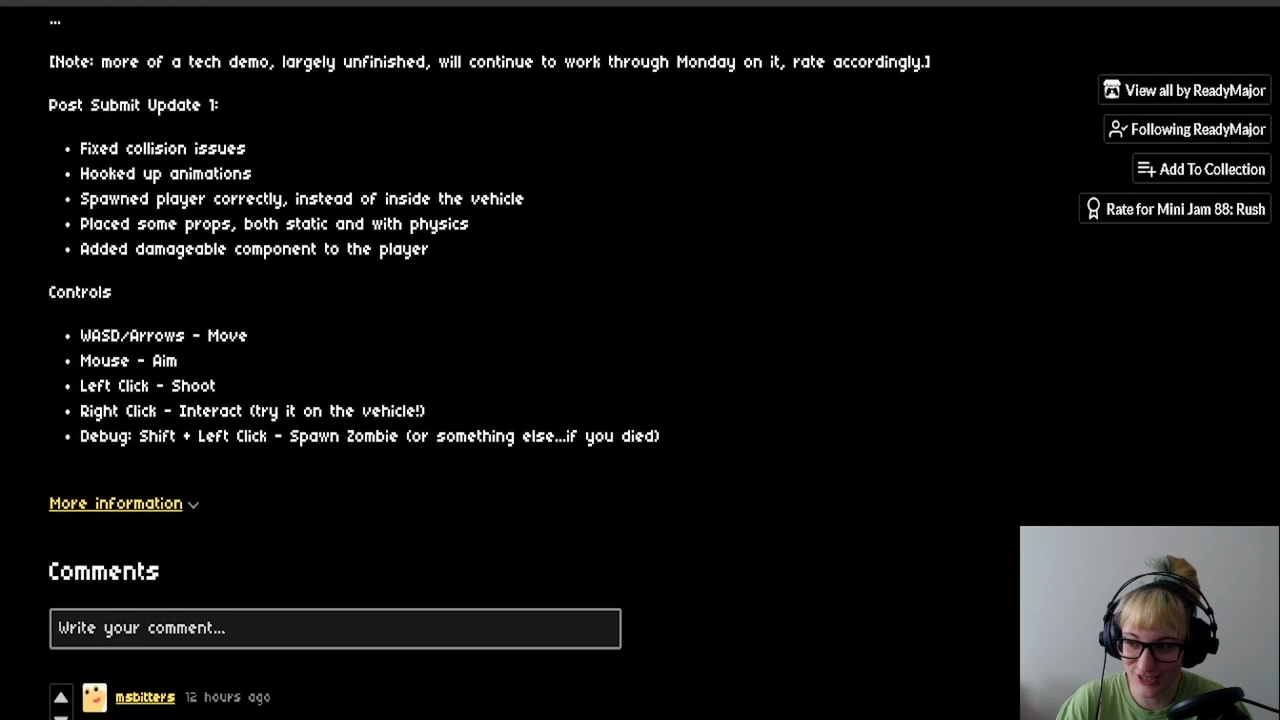 ...
[Note: more of a tech demo, largely unfinished, will continue to work through Monday on it, rate accordingly.]
View all by ReadyMajor
Post Submit Update 1:
Following ReadyMajor
• Fixed collision issues
Add To Collection
• Hooked up animations
• Spawned player correctly, instead of inside the vehicle
Rate for Mini Jam 88: Rush
• Placed some props, both static and with physics
• Added damageable component to the player
Controls
• WASD/Arrows - Move
• Mouse - Aim
• Left Click - Shoot
• Right Click - Interact (try it on the vehicle!)
• Debug: Shift + Left Click - Spawn Zombie (or something else...if you died)
More information
Comments
Write your comment...
msbitters 12 hours ago